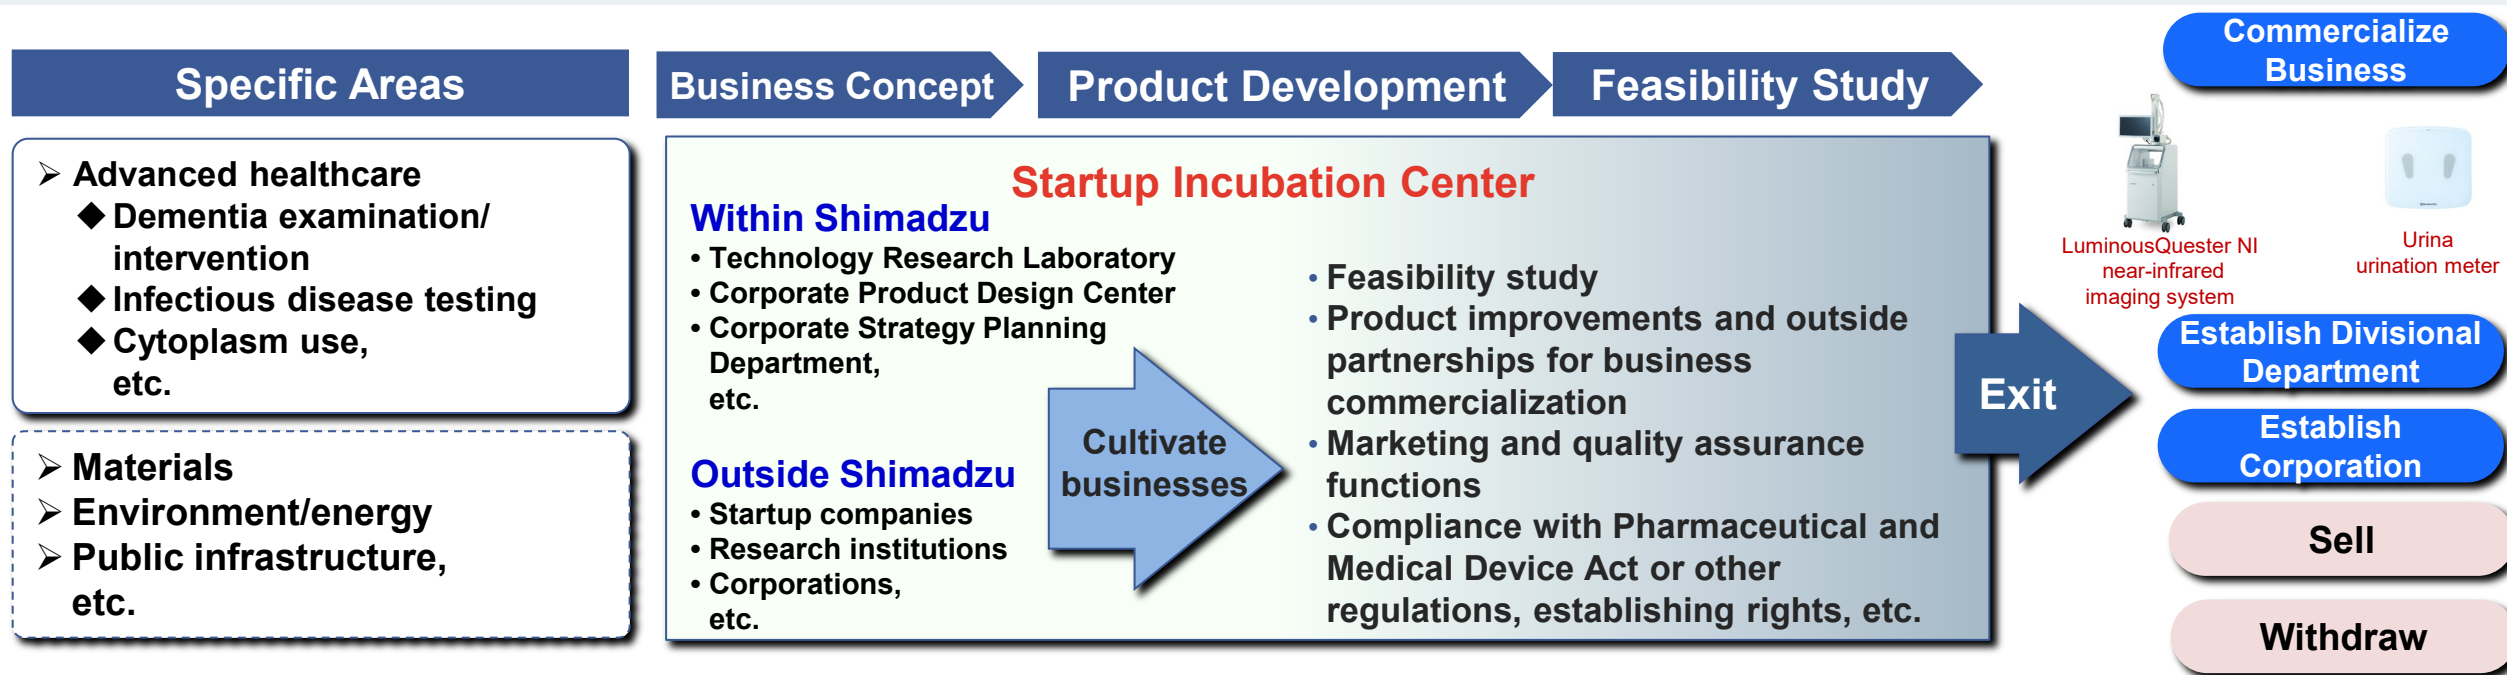 Specific Areas
Business Concept
Product Development
Feasibility Study
➢ Advanced healthcare
◆ Dementia examination/
intervention
◆ Infectious disease testing
◆ Cytoplasm use,
etc.
➢ Materials
➢ Environment/energy
➢ Public infrastructure,
etc.
Startup Incubation Center
Within Shimadzu
• Technology Research Laboratory
• Corporate Product Design Center
• Corporate Strategy Planning
Department,
etc.
Outside Shimadzu
• Startup companies
• Research institutions
• Corporations,
etc.
Cultivate
businesses
• Feasibility study
• Product improvements and outside
partnerships for business
commercialization
• Marketing and quality assurance
functions
• Compliance with Pharmaceutical and
Medical Device Act or other
regulations, establishing rights, etc.
Exit
Commercialize
Business
LuminousQuester NI
near-infrared
imaging system
Urina
urination meter
Establish Divisional
Department
Establish
Corporation
Sell
Withdraw